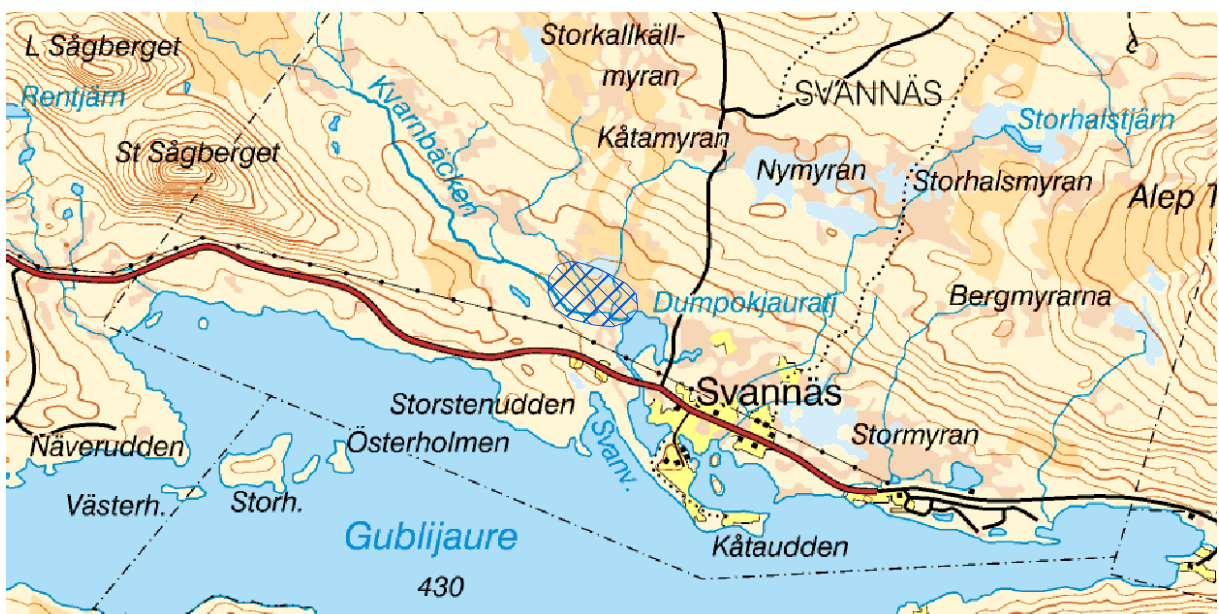 L Sågberget
Storkallkäll-
myran
SVANNÄS
Rentjärn
Kvarnbäcken
Storhalstjärn
Kåtamyran
St Sågberget
Nymyran
Storhalsmyran
Alep T
Dumpokjauratj
Bergmyrarna
Svannäs
Storstenudden
Näverudden
Österholmen
Stormyran
Svanv.
Västerh.
Storh.
Gublijaure
Kåtaudden
430